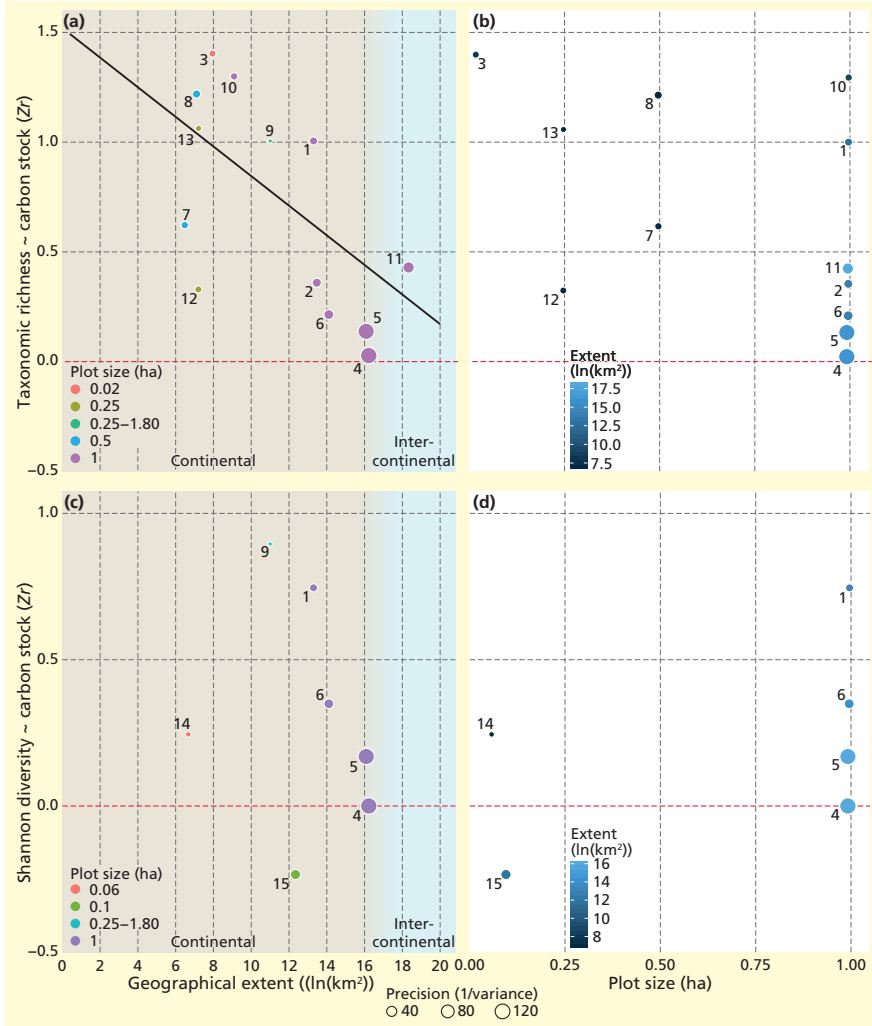 (a)
Taxonomic richness ~ carbon stock (Zr)
1.5
1.0
0.5
0.0
−0.5
3
10
8
13
9
1
7
12
11
2
6
5
4
Plot size (ha)
0.02
0.25
0.25−1.80
0.5
1
Continental
Inter-
continental
(b)
3
10
8
13
1
7
12
11
2
6
5
4
Extent
(ln(km²))
17.5
15.0
12.5
10.0
7.5
(c)
Shannon diversity ~ carbon stock (Zr)
1.0
0.5
0.0
−0.5
9
1
6
14
5
4
15
Plot size (ha)
0.06
0.1
0.25−1.80
1
Continental
Inter-
continental
0 2 4 6 8 10 12 14 16 18 20
Geographical extent ((ln(km²))
(d)
1
6
14
5
4
15
Extent
(ln(km²))
16
14
12
10
8
0.00 0.25 0.50 0.75 1.00
Plot size (ha)
Precision (1/variance)
40 80 120